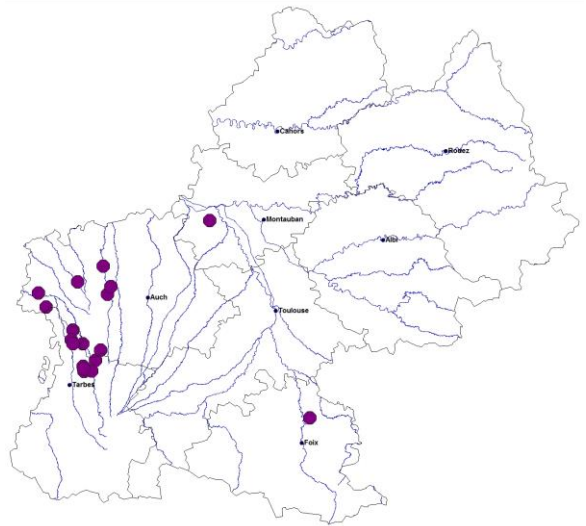 Cahors
Rodez
Montauban
Albi
Auch
Toulouse
Tarbes
Foix